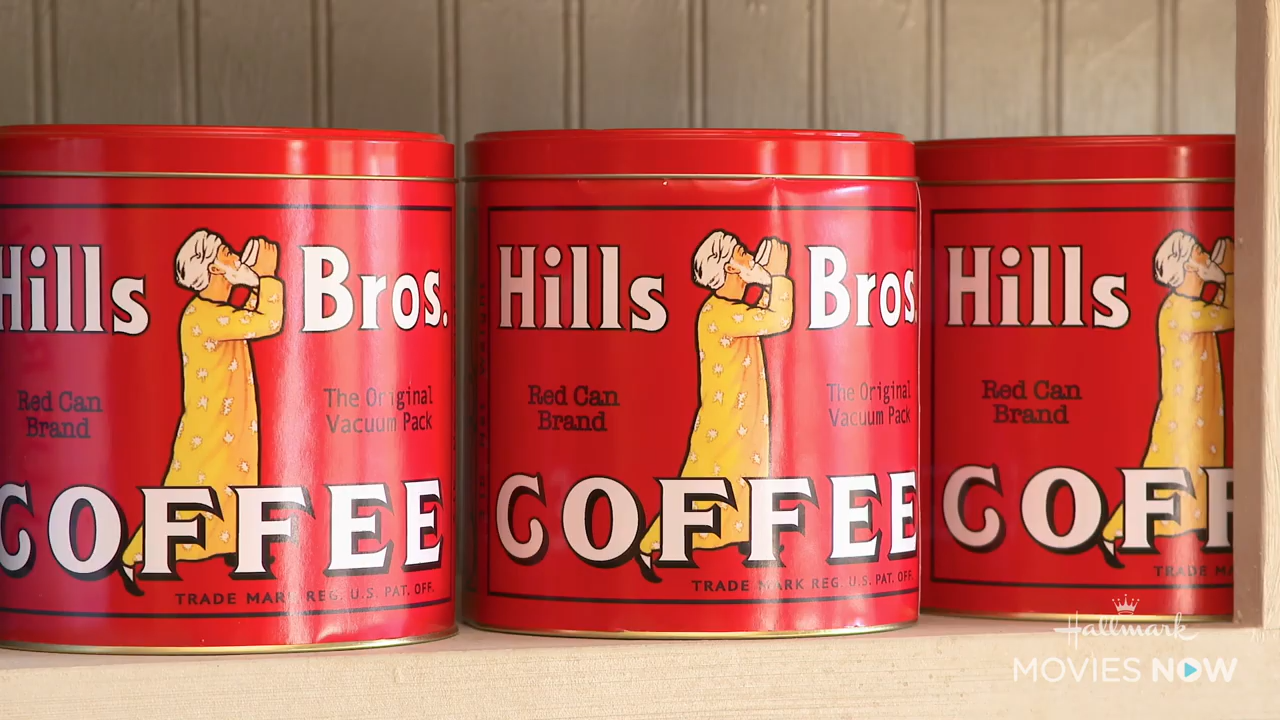 Hills Bros.
Red Can
Brand
The Original
Vacuum Pack
COFFEE
TRADE MARK REG. U.S. PAT. OFF.
Hills Bros.
Red Can
Brand
The Original
Vacuum Pack
COFFEE
TRADE MARK REG. U.S. PAT. OFF.
Hills
Red Can
Brand
COFF
TRADE MA
Hallmark
MOVIES NOW